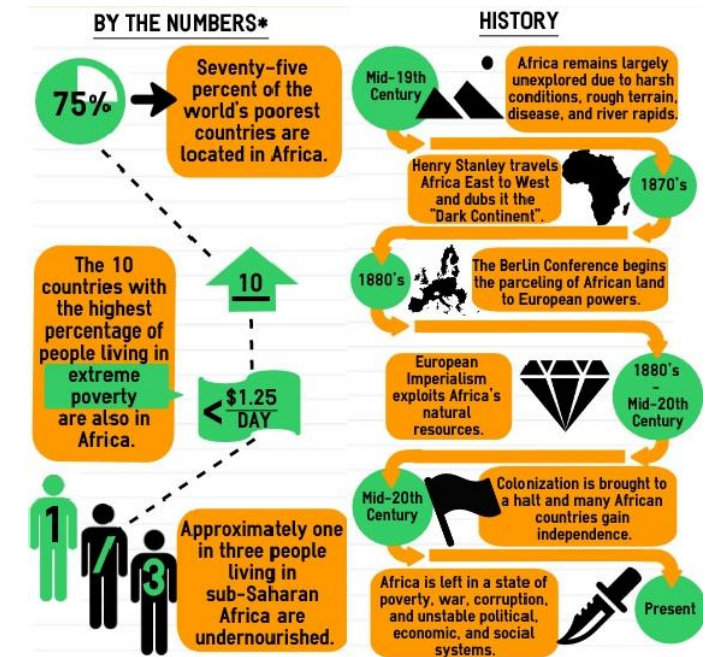 BY THE NUMBERS*
75%
Seventy-five
percent of the
world's poorest
countries are
located in Africa.
10
The 10
countries with
the highest
percentage of
people living in
extreme
poverty
are also in
Africa.
< $1.25
DAY
1
/
3
Approximately one
in three people
living in
sub-Saharan
Africa are
undernourished.
HISTORY
Mid-19th
Century
Africa remains largely
unexplored due to harsh
conditions, rough terrain,
disease, and river rapids.
Henry Stanley travels
Africa East to West
and dubs it the
"Dark Continent".
1870's
1880's
The Berlin Conference begins
the parceling of African land
to European powers.
European
Imperialism
exploits Africa's
natural
resources.
1880's
-
Mid-20th
Century
Mid-20th
Century
Colonization is brought to
a halt and many African
countries gain
independence.
Africa is left in a state of
poverty, war, corruption,
and unstable political,
economic, and social
systems.
Present